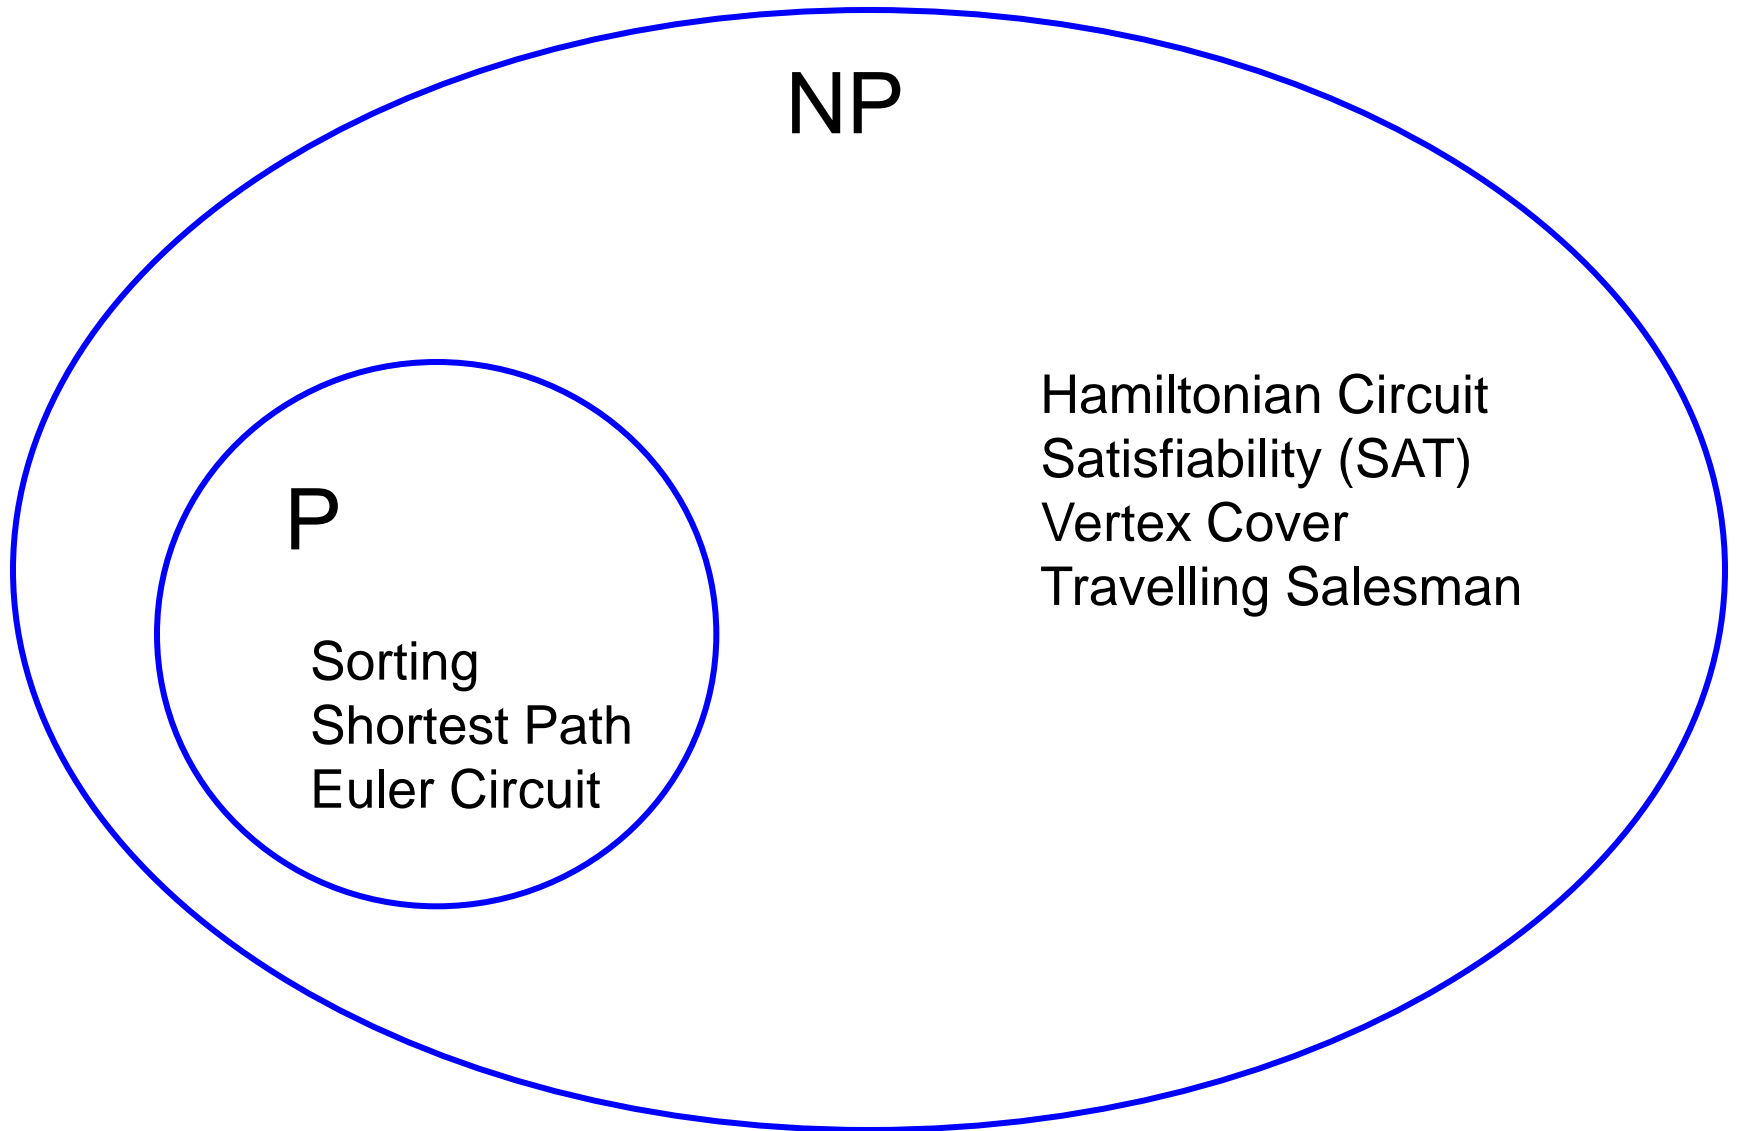 NP
Hamiltonian Circuit
Satisfiability (SAT)
Vertex Cover
Travelling Salesman
P
Sorting
Shortest Path
Euler Circuit